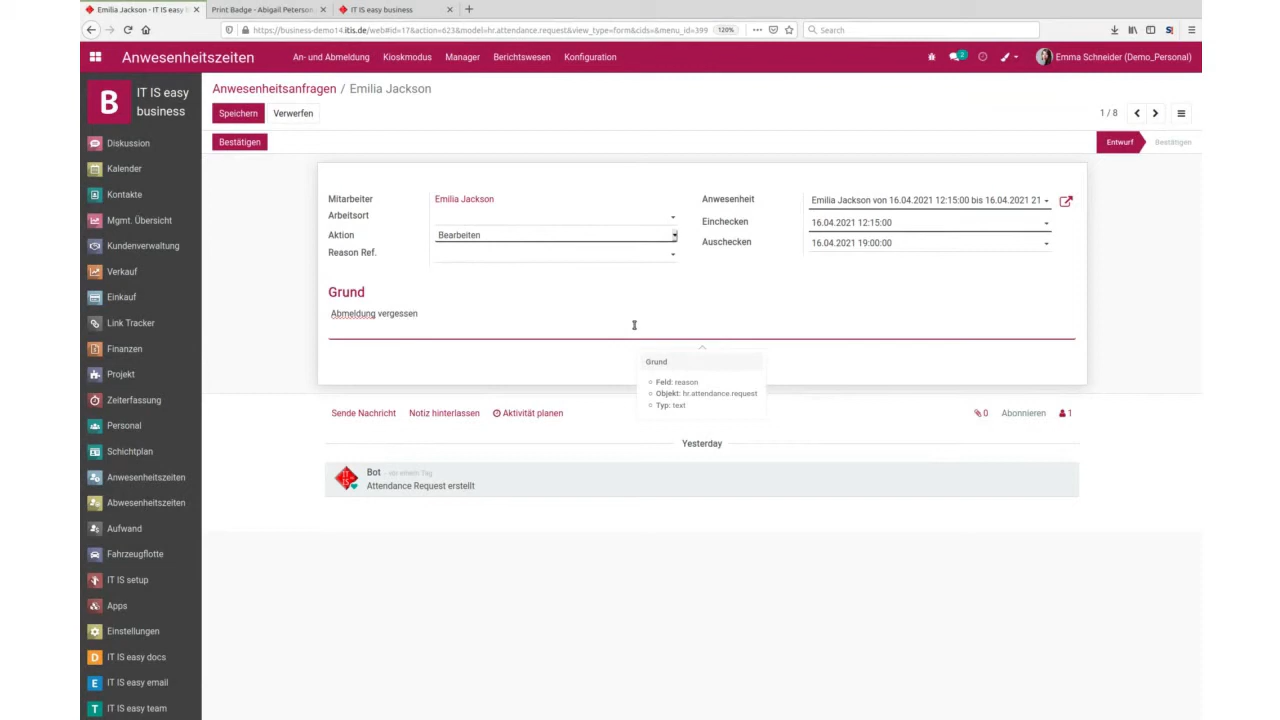 Emilia Jackson - IT IS easy b
Print Badge - Abigail Peterson,
IT IS easy business
https://business-demo14.itis.de/web#id=17&action=623&model=hr.attendance.request&view_type=form&cids=&menu_id=399
120%
Search
Anwesenheitszeiten
An- und Abmeldung
Kioskmodus
Manager
Berichtswesen
Konfiguration
2
Emma Schneider (Demo_Personal)
B
IT IS easy
business
Anwesenheitsanfragen / Emilia Jackson
Speichern
Verwerfen
1 / 8
Bestätigen
Entwurf
Bestätigen
Diskussion
Kalender
Kontakte
Mgmt. Übersicht
Kundenverwaltung
Verkauf
Einkauf
Link Tracker
Finanzen
Projekt
Zeiterfassung
Personal
Schichtplan
Anwesenheitszeiten
Abwesenheitszeiten
Aufwand
Fahrzeugflotte
IT IS setup
Apps
Einstellungen
D IT IS easy docs
E IT IS easy email
T IT IS easy team
Mitarbeiter
Emilia Jackson
Arbeitsort
Aktion
Bearbeiten
Reason Ref.
Anwesenheit
Emilia Jackson von 16.04.2021 12:15:00 bis 16.04.2021 21
Einchecken
16.04.2021 12:15:00
Auschecken
16.04.2021 19:00:00
Grund
Abmeldung vergessen
Grund
Feld: reason
Objekt: hr.attendance.request
Typ: text
Sende Nachricht
Notiz hinterlassen
Aktivität planen
0
Abonnieren
1
Yesterday
IT IS
Bot - vor einem Tag
Attendance Request erstellt